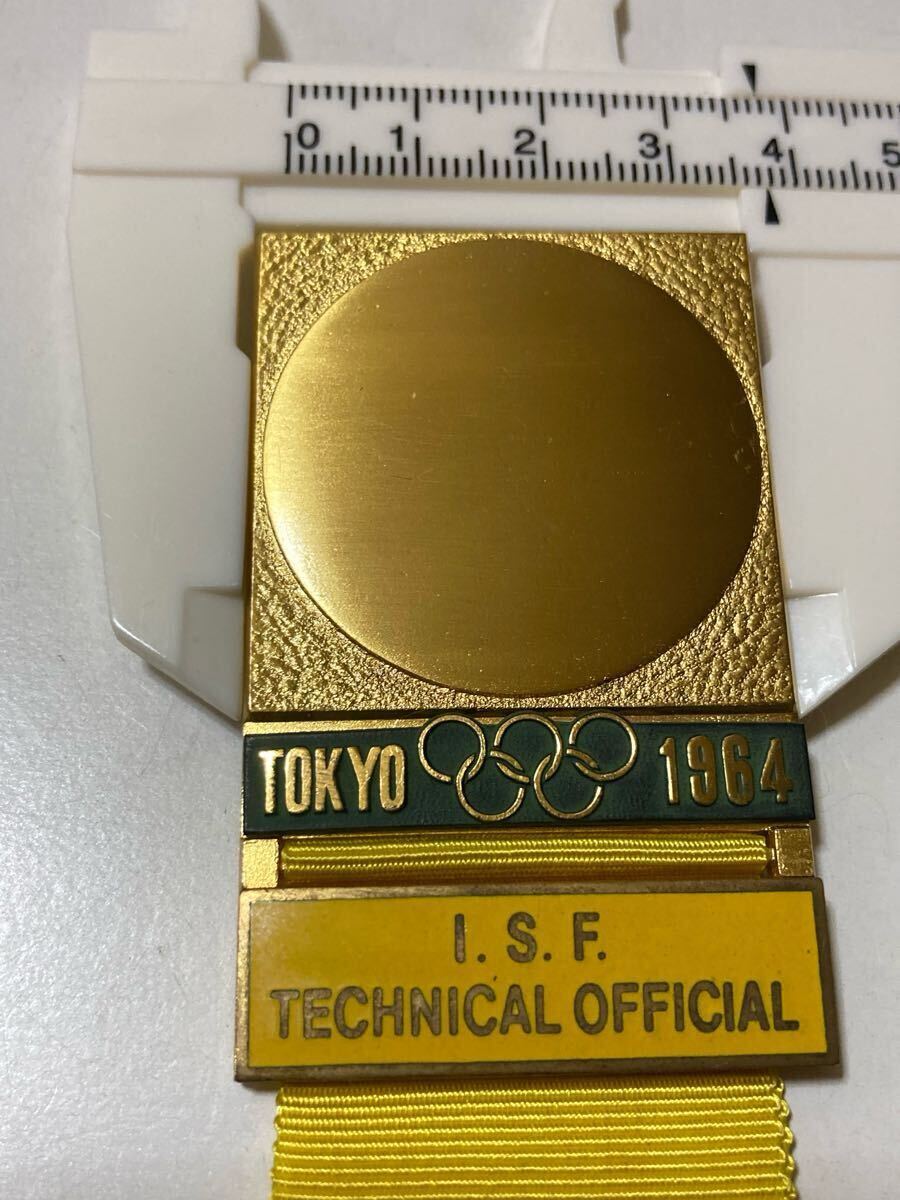 0 1 2 3 4 5
TOKYO 1964
I. S. F.
TECHNICAL OFFICIAL